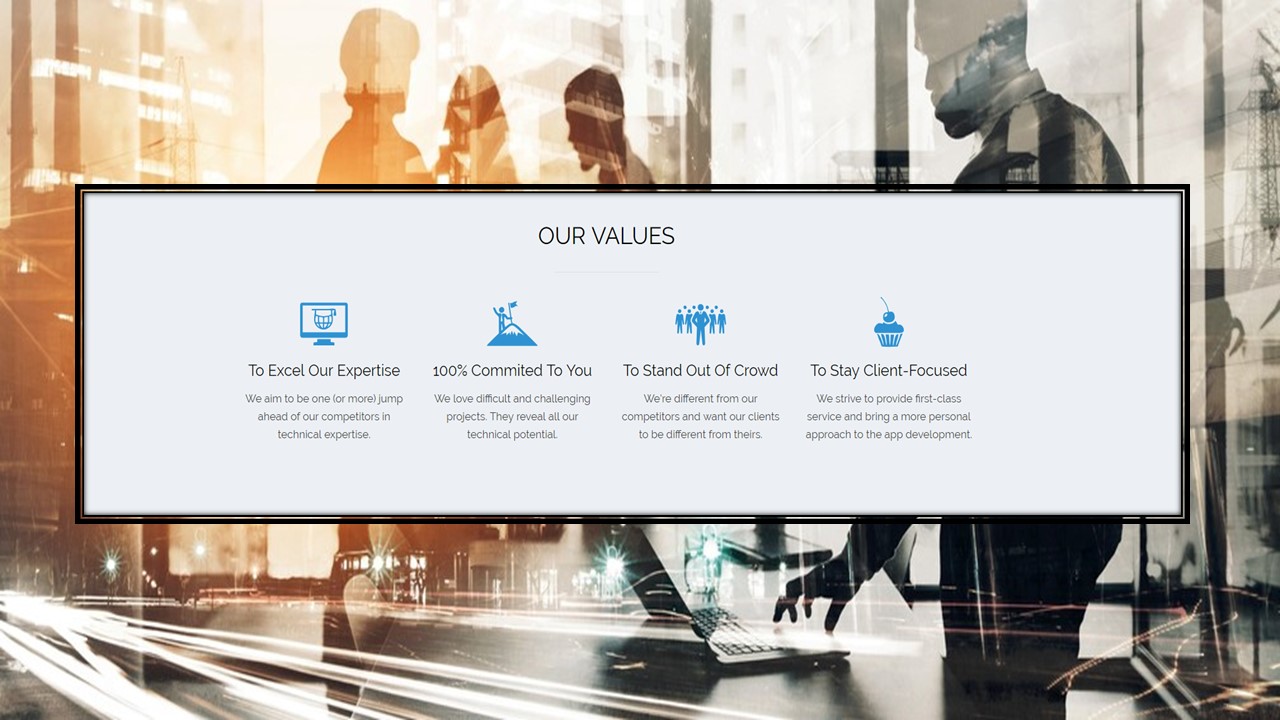 OUR VALUES
To Excel Our Expertise
We aim to be one (or more) jump
ahead of our competitors in
technical expertise.
100% Commited To You
We love difficult and challenging
projects. They reveal all our
technical potential.
To Stand Out Of Crowd
We're different from our
competitors and want our clients
to be different from theirs.
To Stay Client-Focused
We strive to provide first-class
service and bring a more personal
approach to the app development.